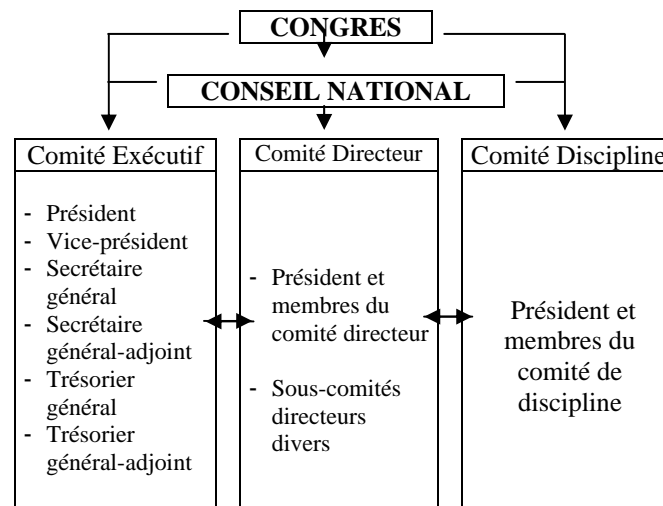 CONGRES
CONSEIL NATIONAL
Comité Exécutif
- Président
- Vice-président
- Secrétaire
général
- Secrétaire
général-adjoint
- Trésorier
général
- Trésorier
général-adjoint
Comité Directeur
- Président et
membres du
comité directeur
- Sous-comités
directeurs
divers
Comité Discipline
Président et
membres du
comité de
discipline